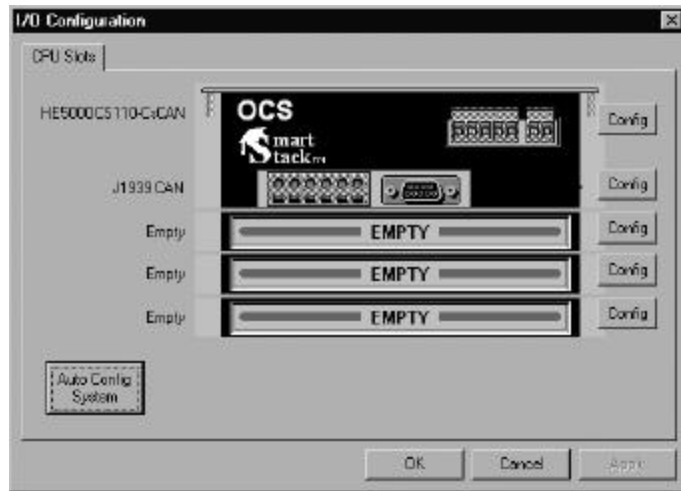 I/O Configuration
CPU Slots
HE500OCS110-CsCAN
OCS
Smart
Stack™
Config
J1939 CAN
Config
Empty
EMPTY
Config
Empty
EMPTY
Config
Empty
EMPTY
Config
Auto Config
System
OK
Cancel
Apply